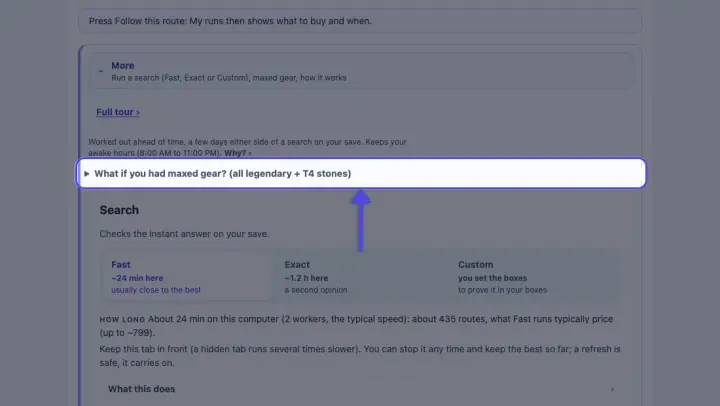 Press Follow this route: My runs then shows what to buy and when.
More
Run a search (Fast, Exact or Custom), maxed gear, how it works
Full tour ›
Worked out ahead of time, a few days either side of a search on your save. Keeps your
awake hours (8:00 AM to 11:00 PM). Why? ›
▶ What if you had maxed gear? (all legendary + T4 stones)
Search
Checks the instant answer on your save.
Fast
~24 min here
usually close to the best
Exact
~1.2 h here
a second opinion
Custom
you set the boxes
to prove it in your boxes
HOW LONG About 24 min on this computer (2 workers, the typical speed): about 435 routes, what Fast runs typically price
(up to ~799).
Keep this tab in front (a hidden tab runs several times slower). You can stop it any time and keep the best so far; a refresh is
safe, it carries on.
What this does ›